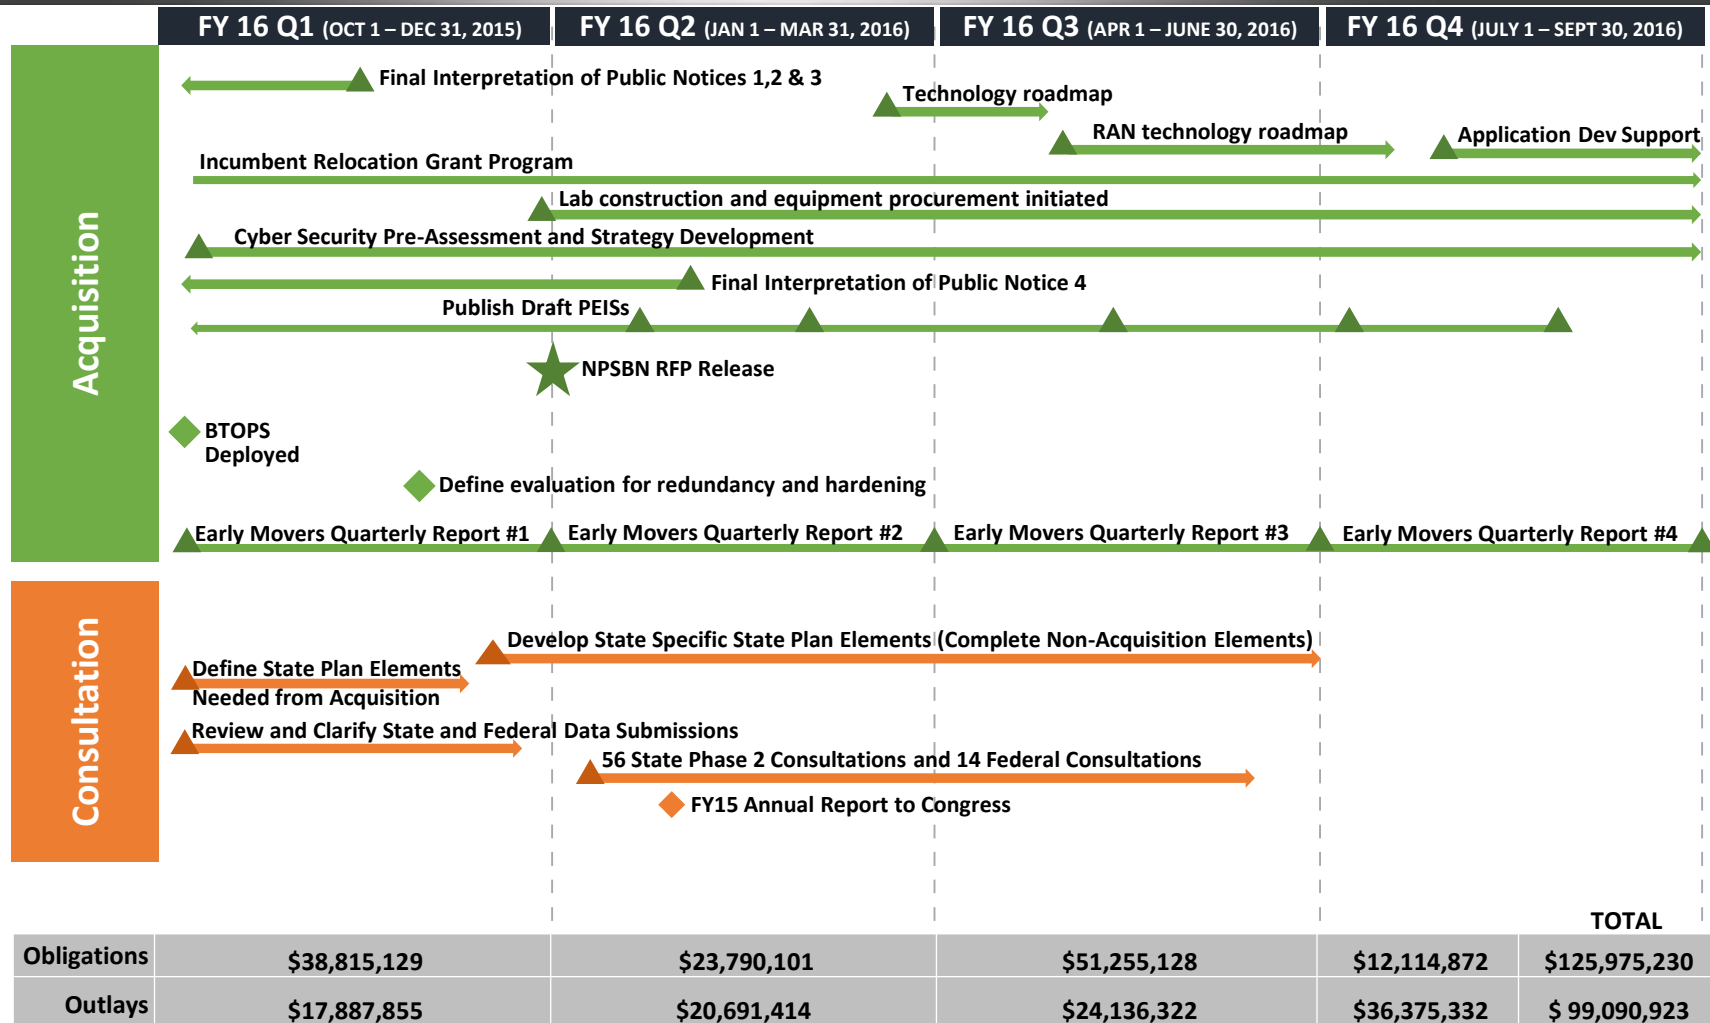 FY 16 Q1 (OCT 1 – DEC 31, 2015)
FY 16 Q2 (JAN 1 – MAR 31, 2016)
FY 16 Q3 (APR 1 – JUNE 30, 2016)
FY 16 Q4 (JULY 1 – SEPT 30, 2016)
Acquisition
Final Interpretation of Public Notices 1,2 & 3
Technology roadmap
RAN technology roadmap
Application Dev Support
Incumbent Relocation Grant Program
Lab construction and equipment procurement initiated
Cyber Security Pre-Assessment and Strategy Development
Final Interpretation of Public Notice 4
Publish Draft PEISs
NPSBN RFP Release
BTOPS
Deployed
Define evaluation for redundancy and hardening
Early Movers Quarterly Report #1
Early Movers Quarterly Report #2
Early Movers Quarterly Report #3
Early Movers Quarterly Report #4
Consultation
Develop State Specific State Plan Elements (Complete Non-Acquisition Elements)
Define State Plan Elements
Needed from Acquisition
Review and Clarify State and Federal Data Submissions
56 State Phase 2 Consultations and 14 Federal Consultations
FY15 Annual Report to Congress
TOTAL
Obligations $38,815,129 $23,790,101 $51,255,128 $12,114,872 $125,975,230
Outlays $17,887,855 $20,691,414 $24,136,322 $36,375,332 $ 99,090,923